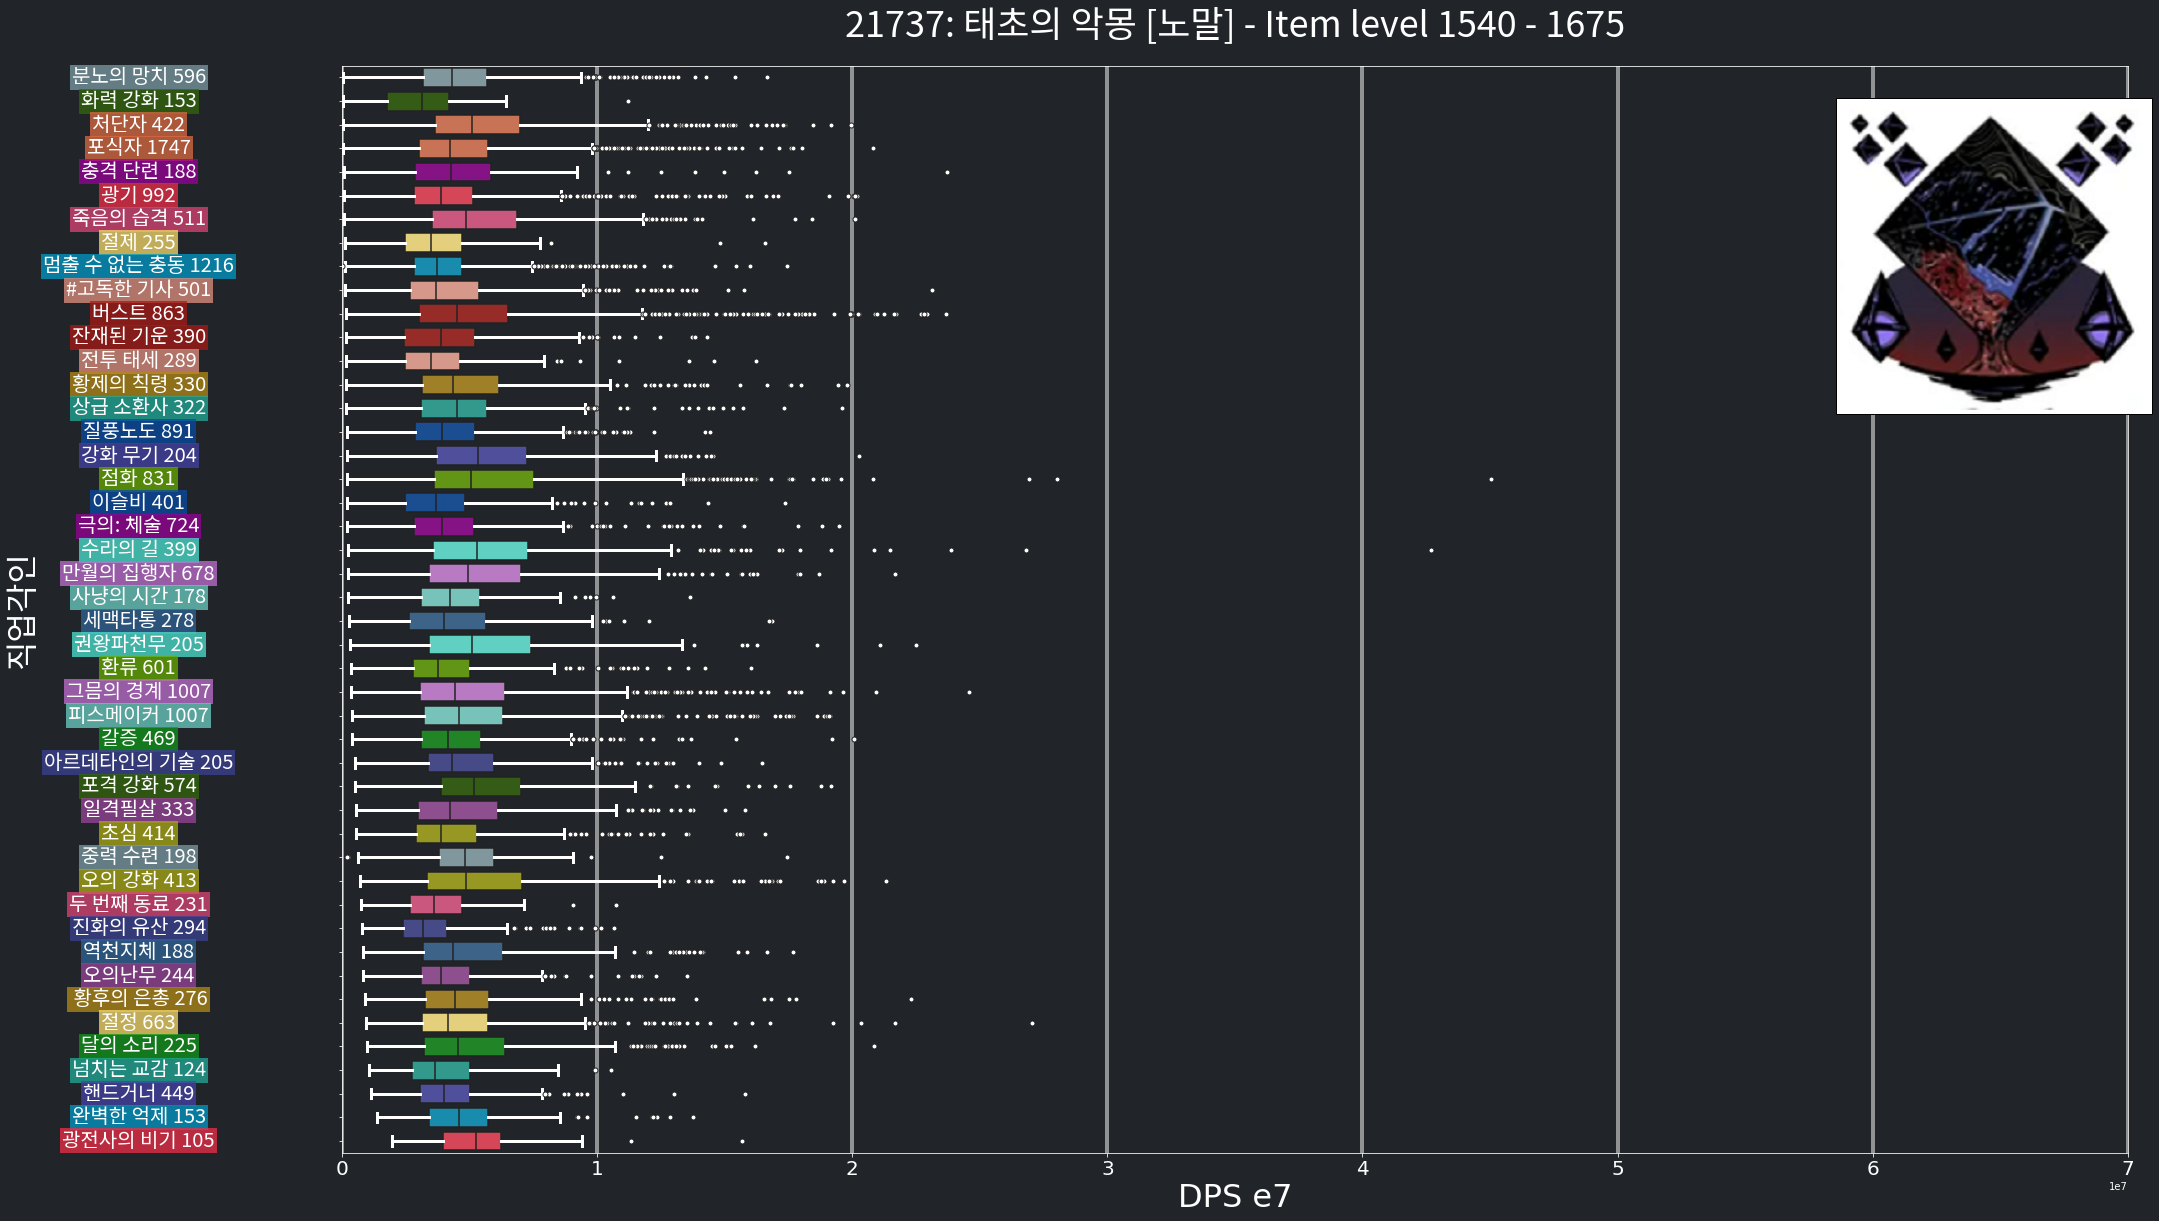 21737: 태초의 악몽 [노말] - Item level 1540 - 1675
직업각인
분노의 망치 596
화력 강화 153
처단자 422
포식자 1747
충격 단련 188
광기 992
죽음의 습격 511
절제 255
멈출 수 없는 충동 1216
#고독한 기사 501
버스트 863
잔재된 기운 390
전투 태세 289
황제의 칙령 330
상급 소환사 322
질풍노도 891
강화 무기 204
점화 831
이슬비 401
극의: 체술 724
수라의 길 399
만월의 집행자 678
사냥의 시간 178
세맥타통 278
권왕파천무 205
환류 601
그믐의 경계 1007
피스메이커 1007
갈증 469
아르데타인의 기술 205
포격 강화 574
일격필살 333
초심 414
중력 수련 198
오의 강화 413
두 번째 동료 231
진화의 유산 294
역천지체 188
오의난무 244
황후의 은총 276
절정 663
달의 소리 225
넘치는 교감 124
핸드거너 449
완벽한 억제 153
광전사의 비기 105
0 1 2 3 4 5 6 7
1e7
DPS e7